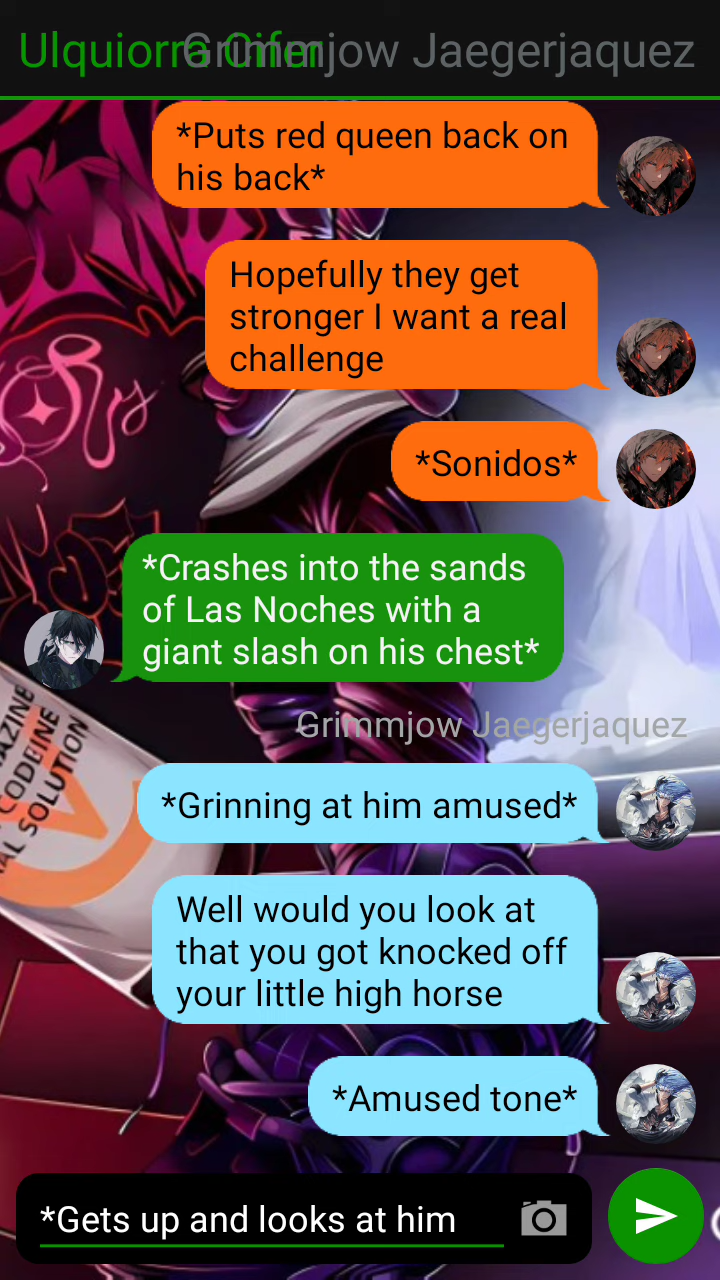 Ulquiorra Cifer
Grimmjow Jaegerjaquez
*Puts red queen back on
his back*
Hopefully they get
stronger I want a real
challenge
*Sonidos*
*Crashes into the sands
of Las Noches with a
giant slash on his chest*
Grimmjow Jaegerjaquez
*Grinning at him amused*
AZINE
CODEINE
AL SOLUTION
Well would you look at
that you got knocked off
your little high horse
*Amused tone*
*Gets up and looks at him